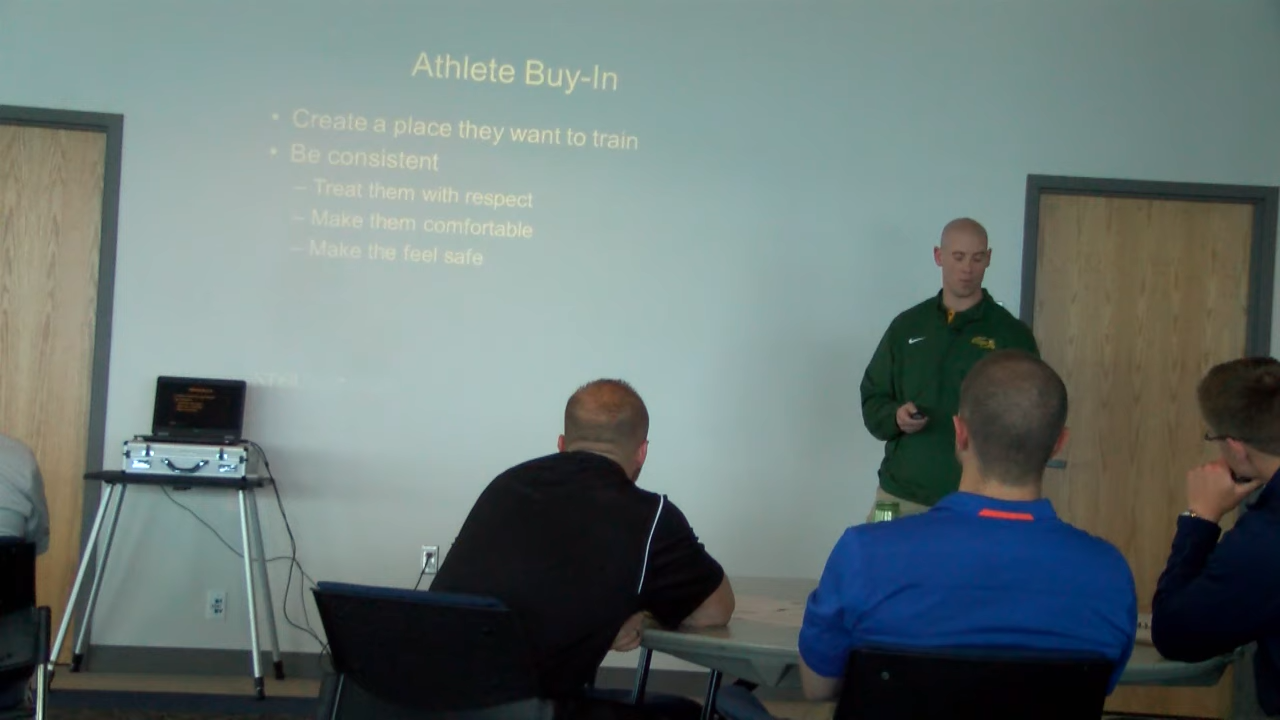 Athlete Buy-In
• Create a place they want to train
• Be consistent
– Treat them with respect
– Make them comfortable
– Make the feel safe